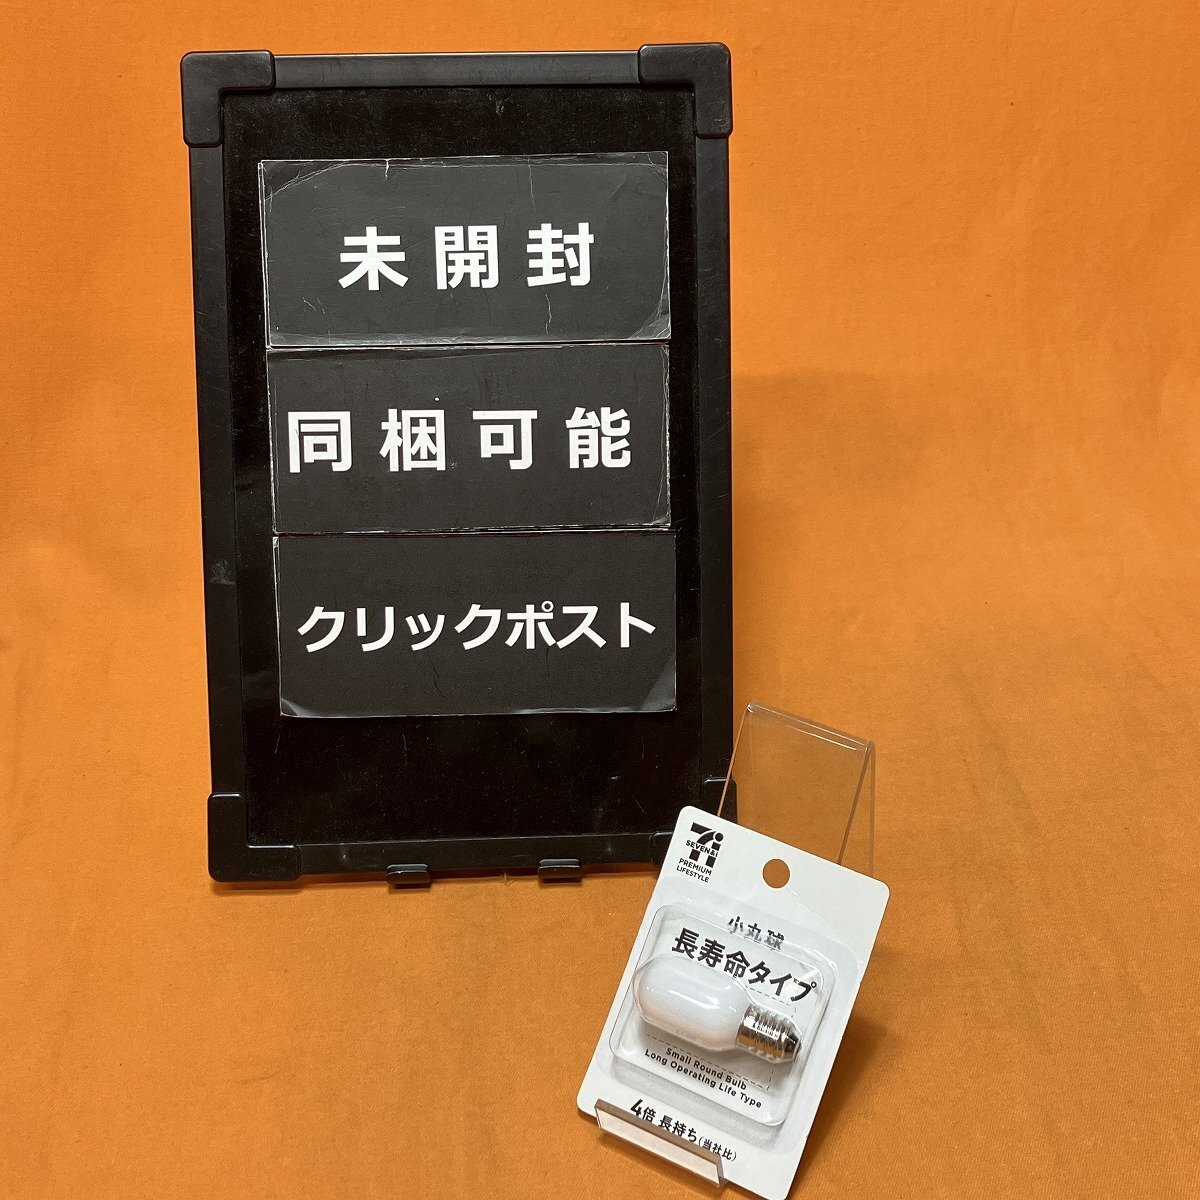 未開封
同梱可能
クリックポスト
SEVEN&i
PREMIUM
LIFESTYLE
小丸球
長寿命タイプ
Small Round Bulb
Long Operating Life Type
4倍 長持ち(当社比)